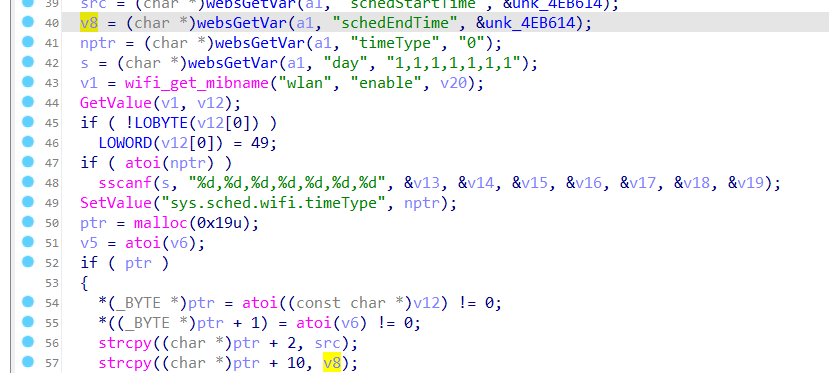 39 src = (char *)websGetVar(a1, "schedStartTime", &unk_4EB614);
40 v8 = (char *)websGetVar(a1, "schedEndTime", &unk_4EB614);
41 nptr = (char *)websGetVar(a1, "timeType", "0");
42 s = (char *)websGetVar(a1, "day", "1,1,1,1,1,1,1");
43 v1 = wifi_get_mibname("wlan", "enable", v20);
44 GetValue(v1, v12);
45 if ( !LOBYTE(v12[0]) )
46 LOWORD(v12[0]) = 49;
47 if ( atoi(nptr) )
48 sscanf(s, "%d,%d,%d,%d,%d,%d,%d", &v13, &v14, &v15, &v16, &v17, &v18, &v19);
49 SetValue("sys.sched.wifi.timeType", nptr);
50 ptr = malloc(0x19u);
51 v5 = atoi(v6);
52 if ( ptr )
53 {
54 *(_BYTE *)ptr = atoi((const char *)v12) != 0;
55 *((_BYTE *)ptr + 1) = atoi(v6) != 0;
56 strcpy((char *)ptr + 2, src);
57 strcpy((char *)ptr + 10, v8);